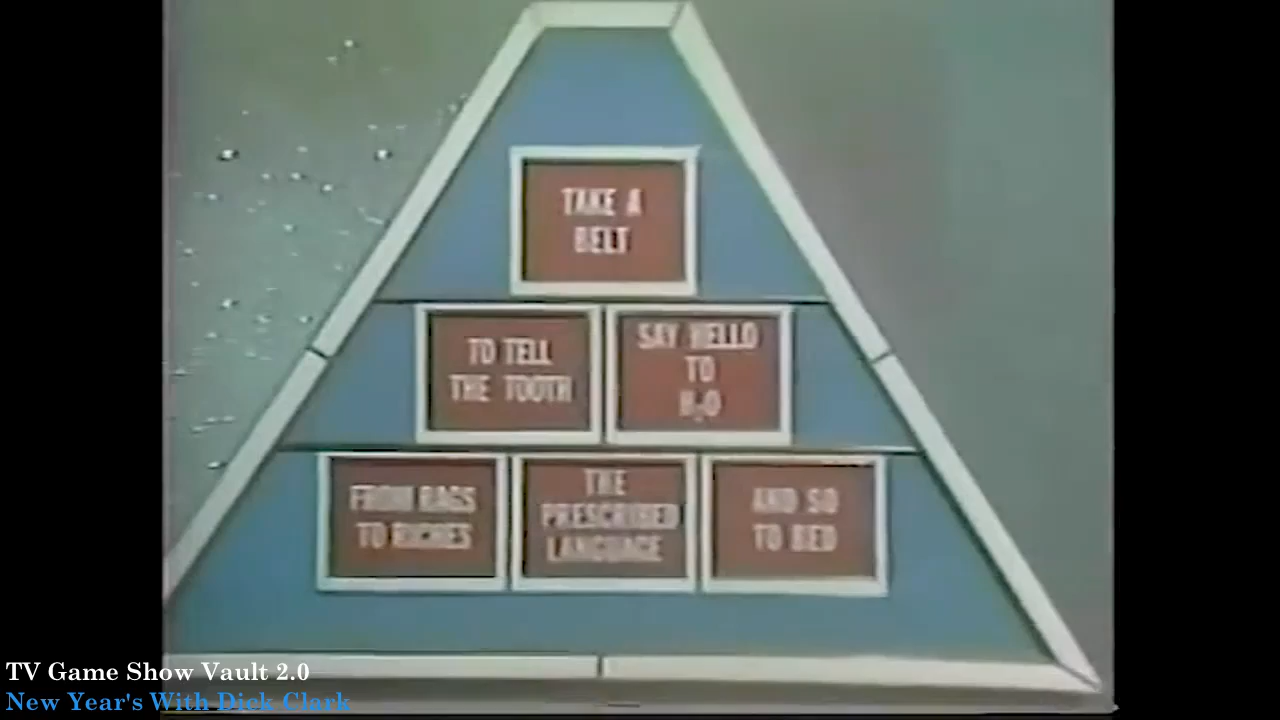 TAKE A
BELT
TO TELL
THE TOOTH
SAY HELLO
TO
H₂O
FROM RAGS
TO RICHES
THE
PRESCRIBED
LANGUAGE
AND SO
TO BED
TV Game Show Vault 2.0
New Year's With Dick Clark